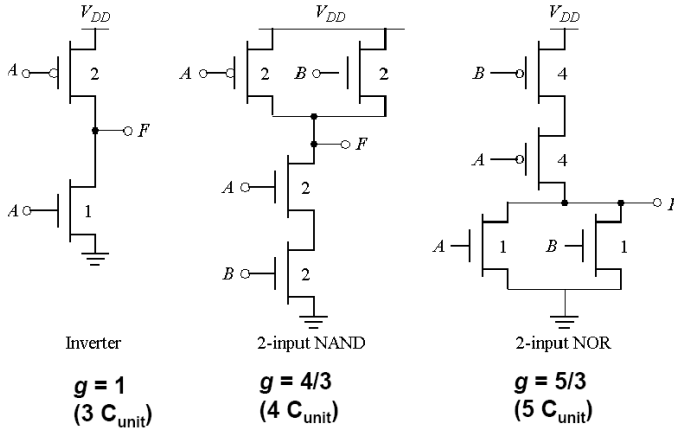 V_DD V_DD V_DD
A 2
A 2 B 2
B 4
F
F
A 4
A 1
A 2
B 2
A 1 B 1
Inverter 2-input NAND 2-input NOR
g = 1 g = 4/3 g = 5/3
(3 C_unit) (4 C_unit) (5 C_unit)